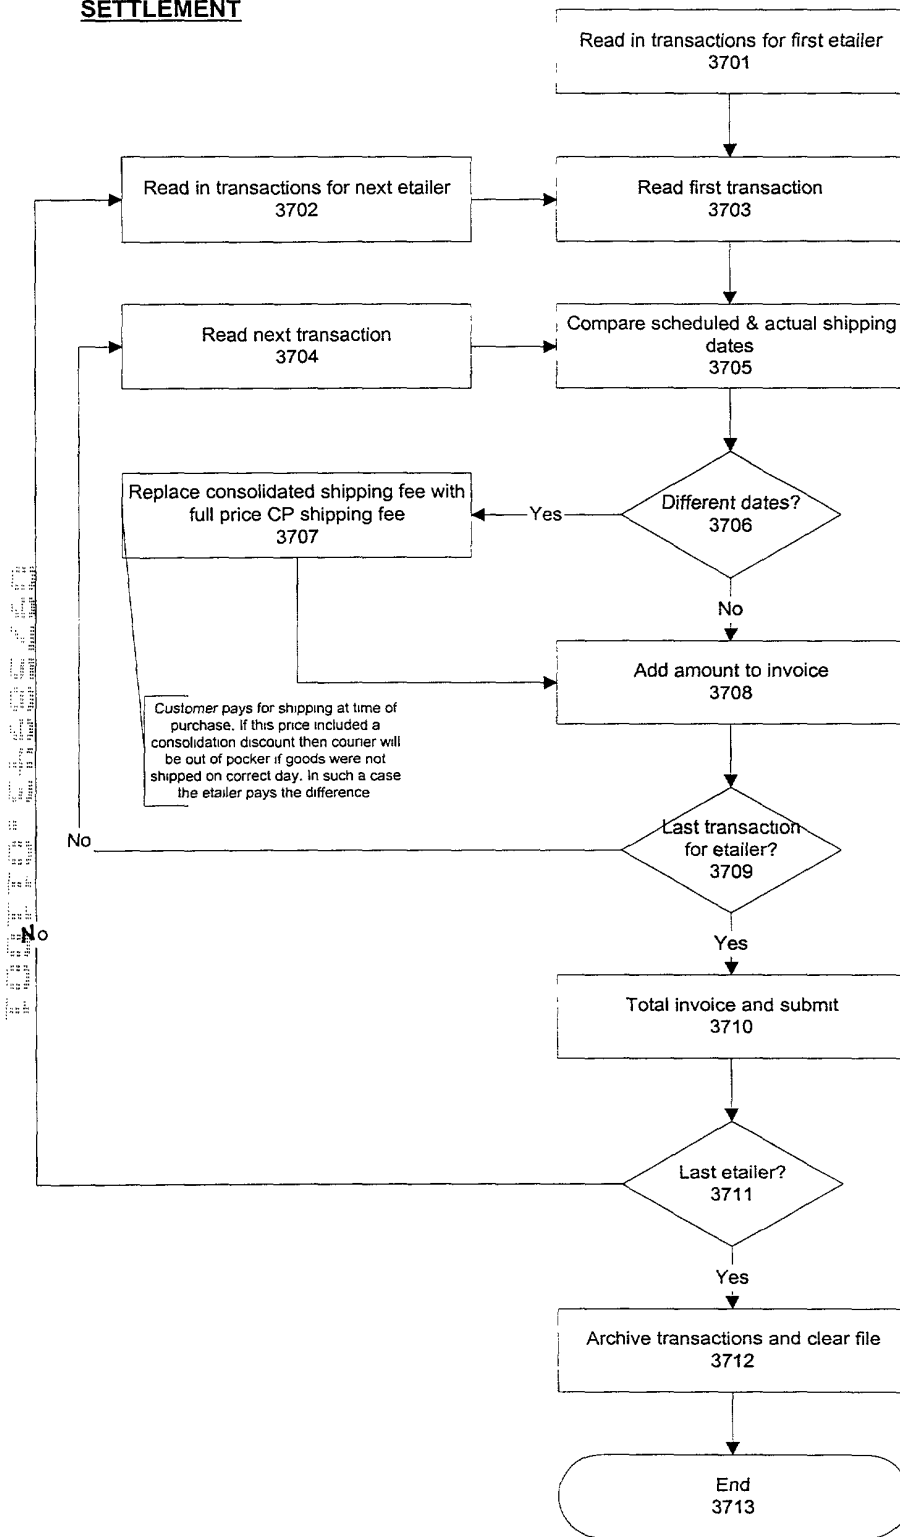 SETTLEMENT
Read in transactions for first etailer
3701
Read in transactions for next etailer
3702
Read first transaction
3703
Read next transaction
3704
Compare scheduled & actual shipping
dates
3705
Replace consolidated shipping fee with
full price CP shipping fee
3707
Yes
Different dates?
3706
No
Add amount to invoice
3708
Customer pays for shipping at time of
purchase. If this price included a
consolidation discount then courier will
be out of pocker if goods were not
shipped on correct day. In such a case
the etailer pays the difference
No
Last transaction
for etailer?
3709
No
Yes
Total invoice and submit
3710
Last etailer?
3711
Yes
Archive transactions and clear file
3712
End
3713